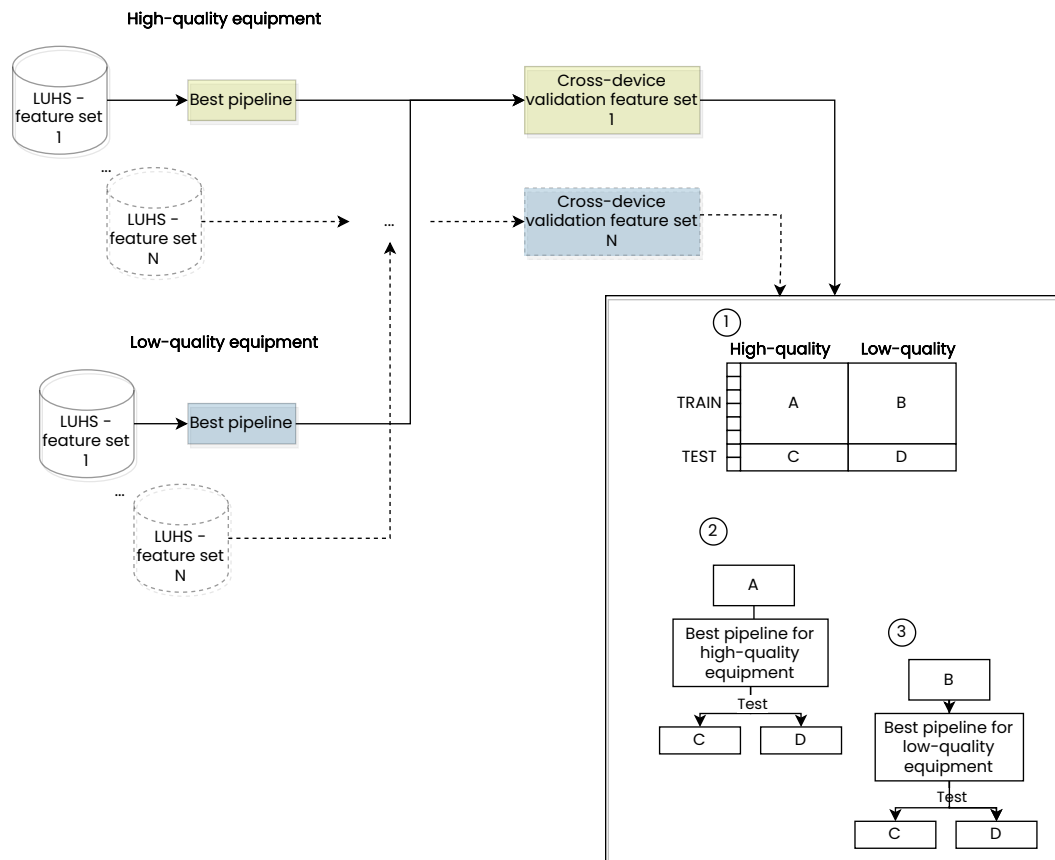 High-quality equipment
LUHS -
feature set
1
Best pipeline
Cross-device
validation feature set
1
...
LUHS -
feature set
N
...
Cross-device
validation feature set
N
Low-quality equipment
LUHS -
feature set
1
Best pipeline
...
LUHS -
feature set
N
1
High-quality
Low-quality
TRAIN
A
B
TEST
C
D
2
A
Best pipeline for
high-quality
equipment
Test
C
D
3
B
Best pipeline for
low-quality
equipment
Test
C
D